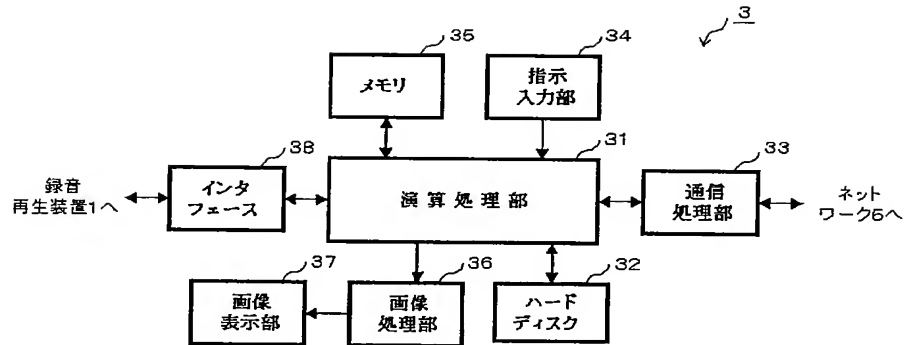 3
35
メモリ
34
指示
入力部
31
演算処理部
38
インタ
フェース
録音
再生装置1へ
33
通信
処理部
ネット
ワーク5へ
37
画像
表示部
36
画像
処理部
32
ハード
ディスク